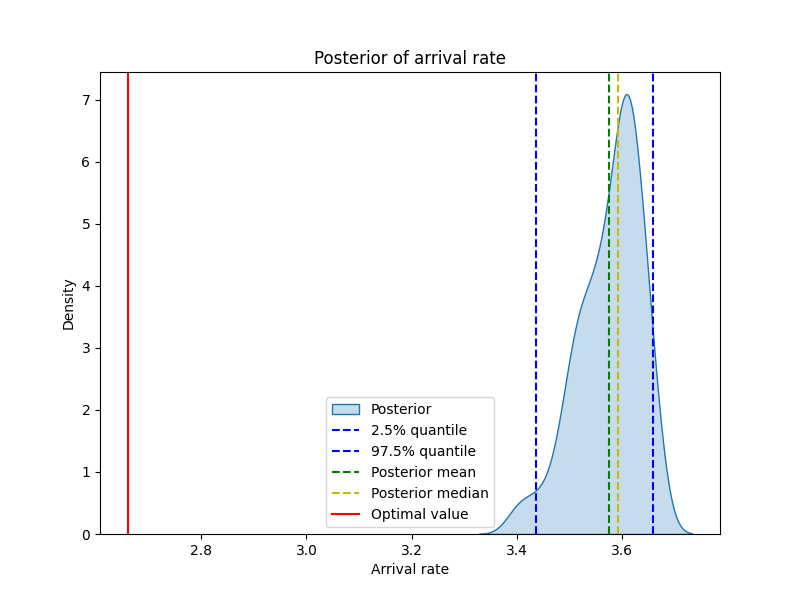 Posterior of arrival rate
Density
7
6
5
4
3
2
1
0
Posterior
2.5% quantile
97.5% quantile
Posterior mean
Posterior median
Optimal value
2.8 3.0 3.2 3.4 3.6
Arrival rate